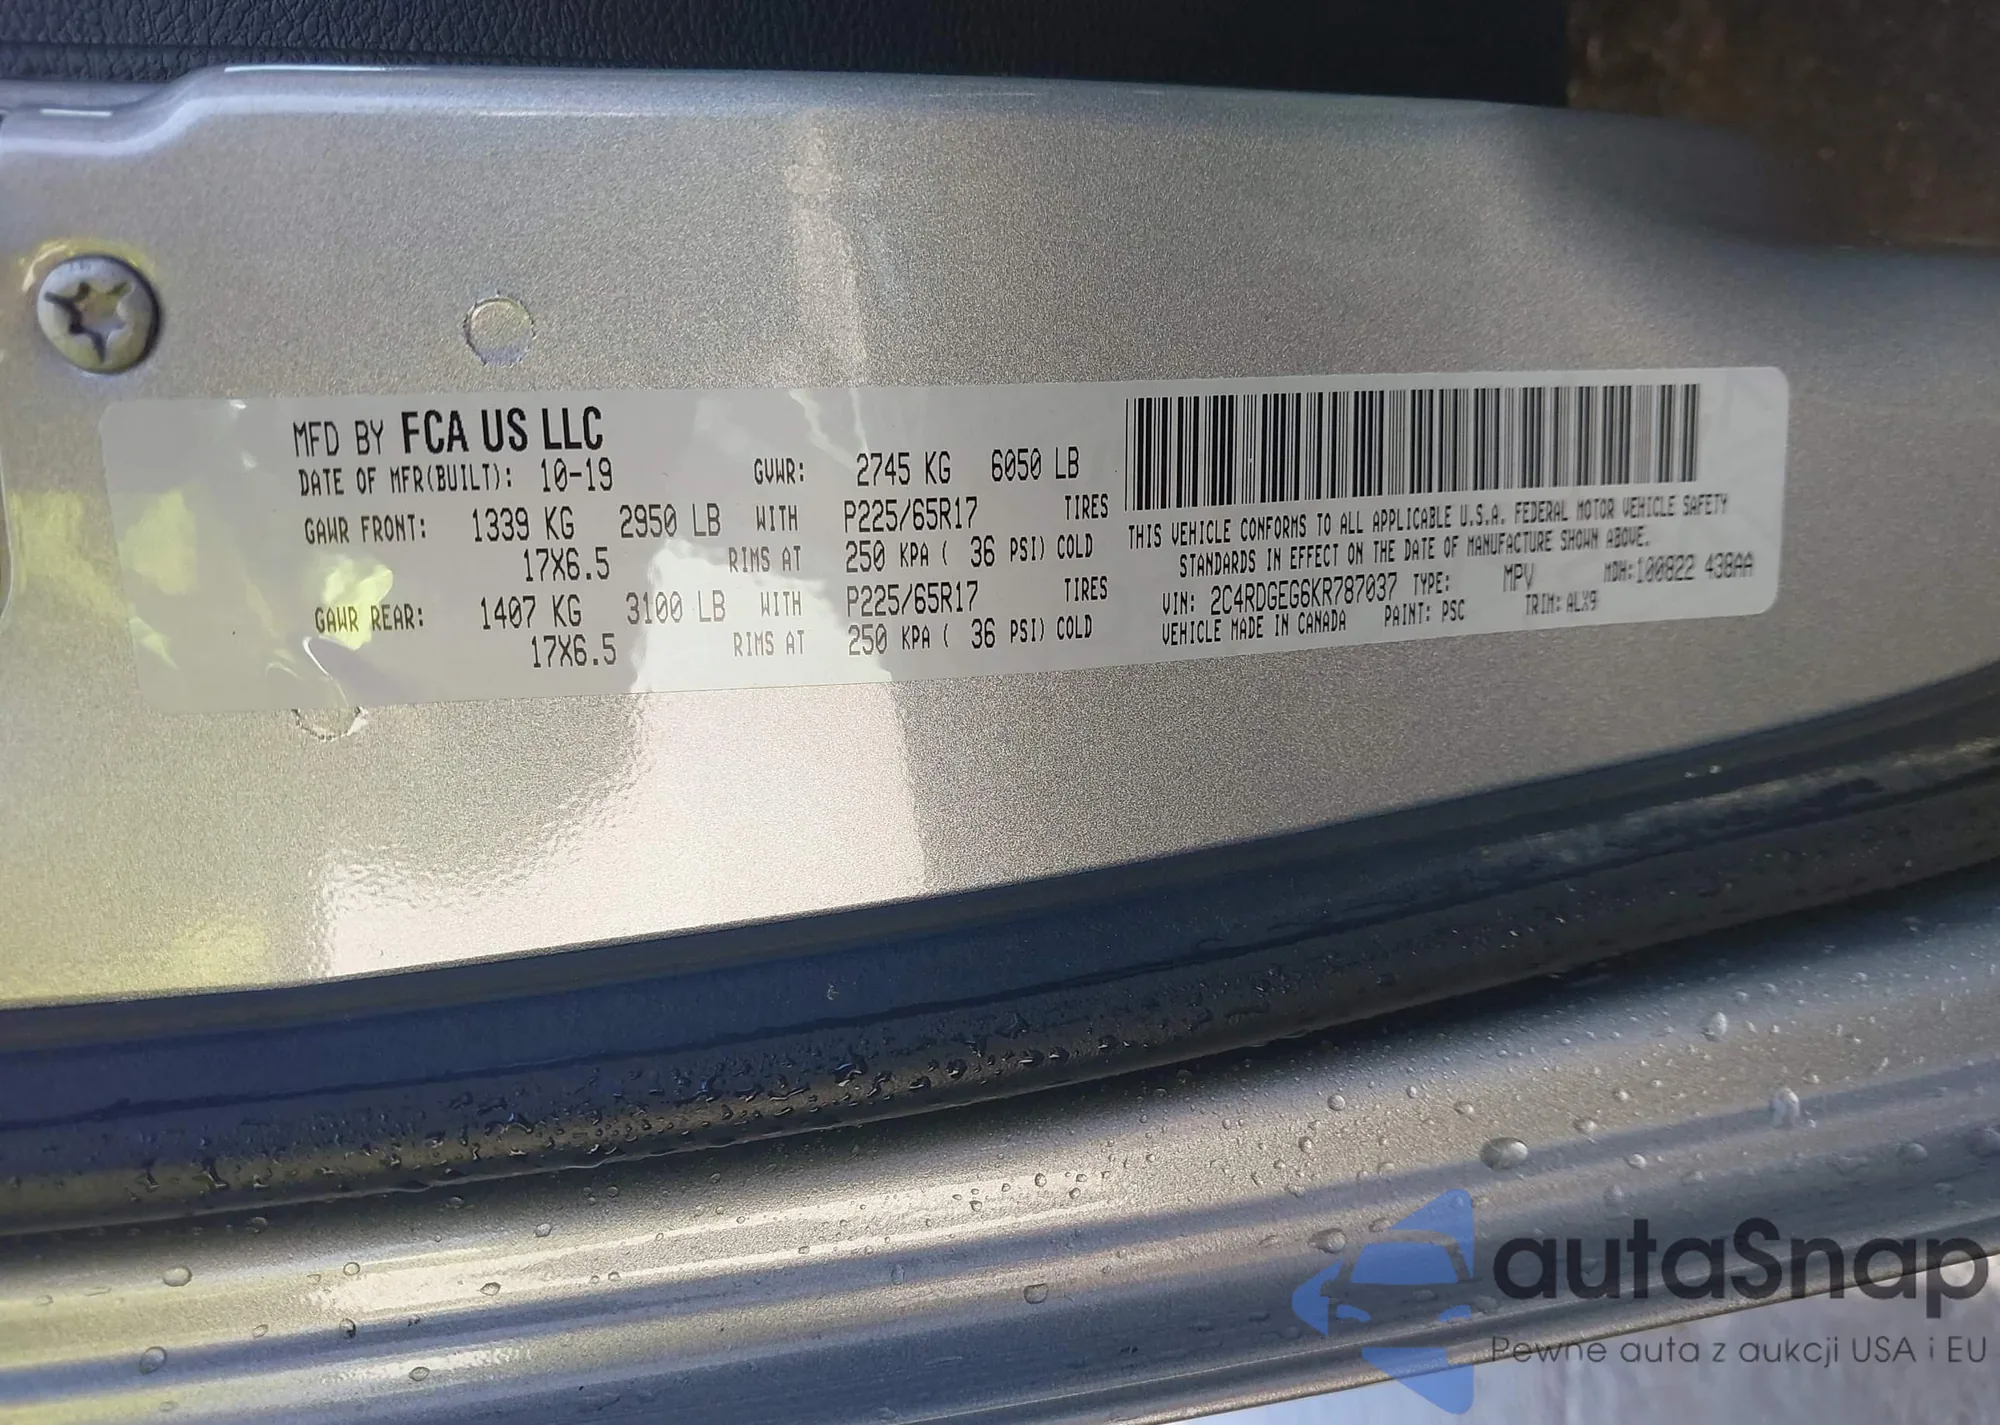 MFD BY FCA US LLC
DATE OF MFR(BUILT): 10-19 GVWR: 2745 KG 6050 LB
GAWR FRONT: 1339 KG 2950 LB WITH P225/65R17 TIRES
17X6.5 RIMS AT 250 KPA ( 36 PSI) COLD
GAWR REAR: 1407 KG 3100 LB WITH P225/65R17 TIRES
17X6.5 RIMS AT 250 KPA ( 36 PSI) COLD
THIS VEHICLE CONFORMS TO ALL APPLICABLE U.S.A. FEDERAL MOTOR VEHICLE SAFETY
STANDARDS IN EFFECT ON THE DATE OF MANUFACTURE SHOWN ABOVE.
VIN: 2C4RDGEG6KR787037 TYPE: MPV MDH:100822 438AA
VEHICLE MADE IN CANADA PAINT: PSC TRIM: ALX9
autaSnap
Pewne auta z aukcji USA i EU